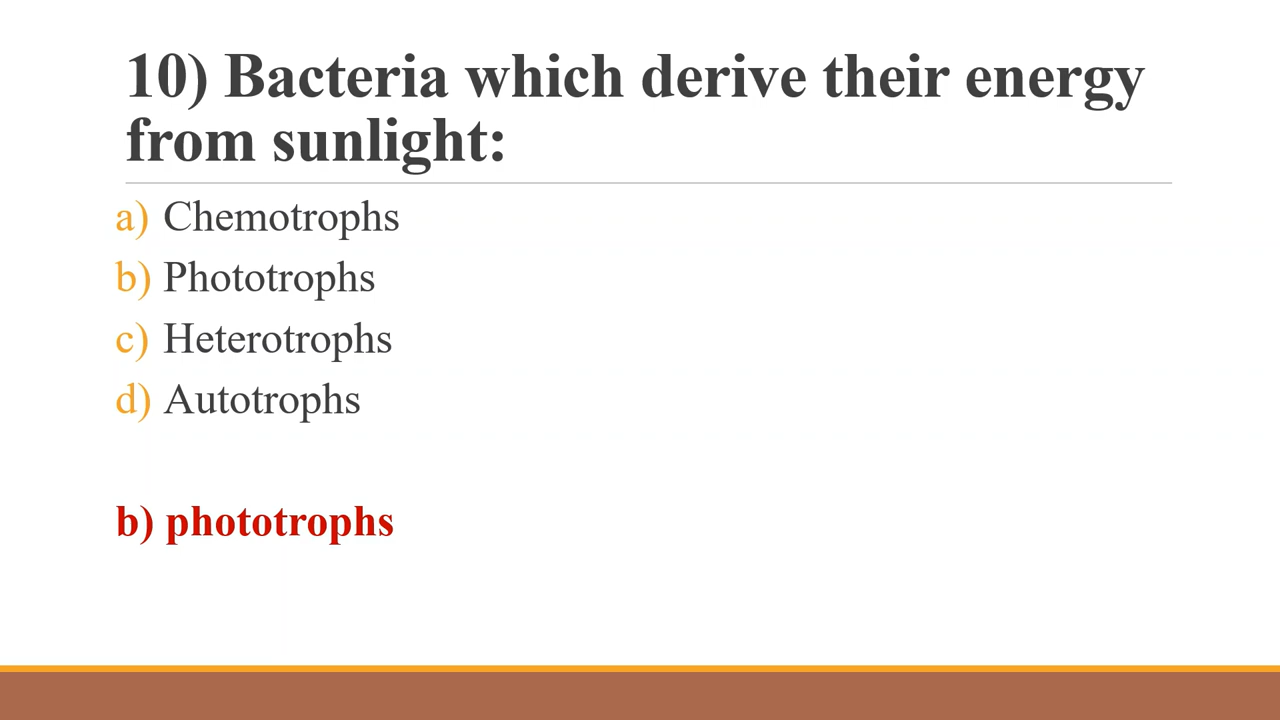 10) Bacteria which derive their energy
from sunlight:
a) Chemotrophs
b) Phototrophs
c) Heterotrophs
d) Autotrophs
b) phototrophs